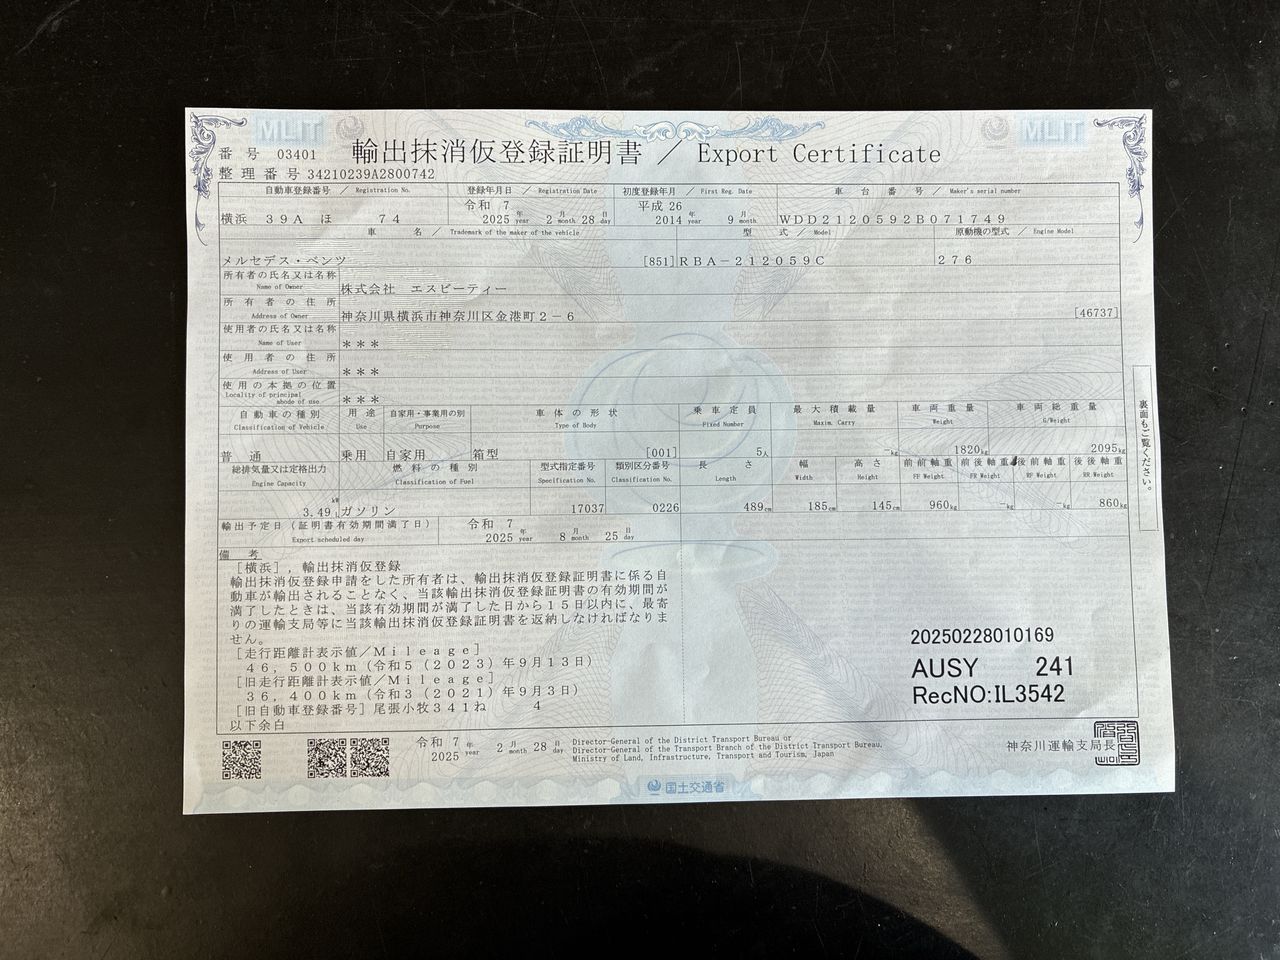 MLIT
MLIT
番 号 03401
輸出抹消仮登録証明書 ／ Export Certificate
整理番号 34210239A2800742
自動車登録番号 ／ Registration No. 登録年月日 ／ Registration Date 初度登録年月 ／ First Reg. Date 車 台 番 号 ／ Maker's serial number
令和 7 平成 26
横浜 39A ほ 74 2025 年 year 2 月 month 28 日 day 2014 年 year 9 月 month WDD2120592B071749
車 名 ／ Trademark of the maker of the vehicle 型 式 ／ Model 原動機の型式 ／ Engine Model
メルセデス・ベンツ [851] RBA－212059C 276
所有者の氏名又は名称 Name of Owner 株式会社 エスビーティー
所有者の住所 Address of Owner 神奈川県横浜市神奈川区金港町２－６ [46737]
使用者の氏名又は名称 Name of User ＊＊＊
使用者の住所 Address of User ＊＊＊
使用の本拠の位置 Locality of principal abode of use ＊＊＊
自動車の種別 用途 自家用・事業用の別 車体の形状 乗車定員 最大積載量 車両重量 車両総重量
Classification of Vehicle Use Purpose Type of Body Fixed Number Maxim. Carry Weight G/Weight
普 通 乗用 自家用 箱型 [001] 5人 －kg 1820kg 2095kg
総排気量又は定格出力 燃料の種別 型式指定番号 類別区分番号 長さ 幅 高さ 前前軸重 前後軸重 後前軸重 後後軸重
Engine Capacity Classification of Fuel Specification No. Classification No. Length Width Height FF Weight FR Weight RF Weight RR Weight
kW
3.49 L ガソリン 17037 0226 489cm 185cm 145cm 960kg －kg －kg 860kg
輸出予定日（証明書有効期間満了日） 令和 7
Export scheduled day 2025 年 year 8 月 month 25 日 day
備 考
［横浜］，輸出抹消仮登録
輸出抹消仮登録申請をした所有者は、輸出抹消仮登録証明書に係る自
動車が輸出されることなく、当該輸出抹消仮登録証明書の有効期間が
満了したときは、当該有効期間が満了した日から１５日以内に、最寄
りの運輸支局等に当該輸出抹消仮登録証明書を返納しなければなりま
せん。
［走行距離計表示値／Mileage］
46，500km（令和5（2023）年9月13日）
［旧走行距離計表示値／Mileage］
36，400km（令和3（2021）年9月3日）
［旧自動車登録番号］尾張小牧341ね 4
以下余白
裏面もご覧ください。
20250228010169
AUSY 241
RecNO:IL3542
令和 7
2025 年 year 2 月 month 28 日 day
Director-General of the District Transport Bureau or
Director-General of the Transport Branch of the District Transport Bureau,
Ministry of Land, Infrastructure, Transport and Tourism, Japan
神奈川運輸支局長
国土交通省